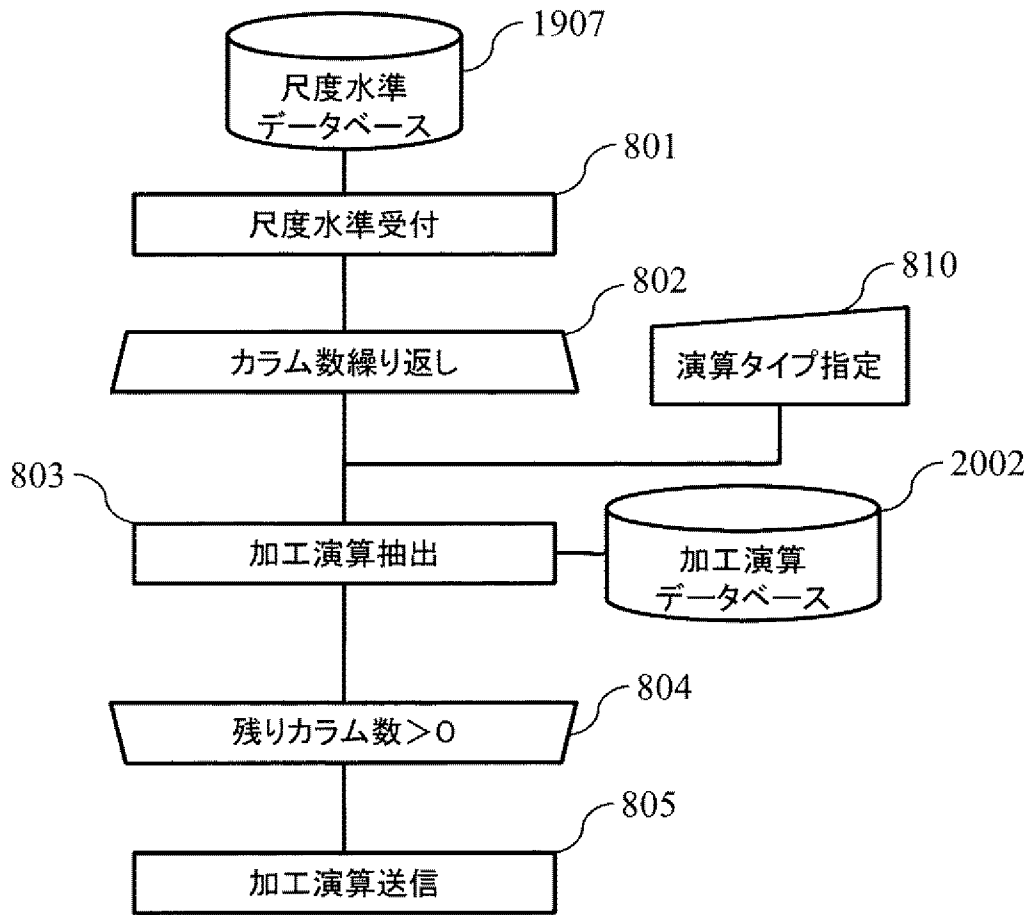 1907
尺度水準
データベース
801
尺度水準受付
802
カラム数繰り返し
810
演算タイプ指定
803
加工演算抽出
2002
加工演算
データベース
804
残りカラム数>0
805
加工演算送信